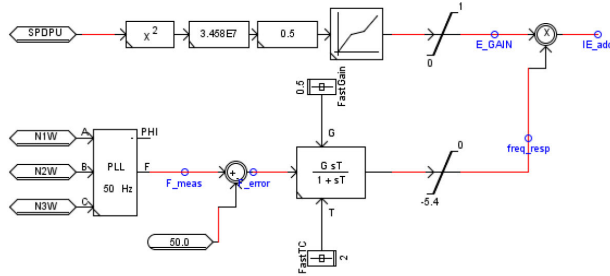 SPDPU
X 2
3.458E7
0.5
1
0
E_GAIN
X
IE_add
0.5
FastGain
G
N1W
N2W
N3W
A
B
C
PLL
50 Hz
PHI
F
F_meas
+
_error
G sT
1 + sT
T
0
-5.4
freq_resp
50.0
FastTC
2